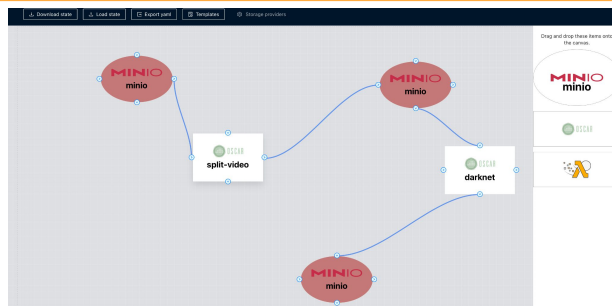 Download state
Load state
Export yaml
Templates
Storage providers
Drag and drop these items onto
the canvas.
MINIO
minio
MINIO
minio
MINIO
minio
OSCAR
split-video
OSCAR
OSCAR
darknet
MINIO
minio